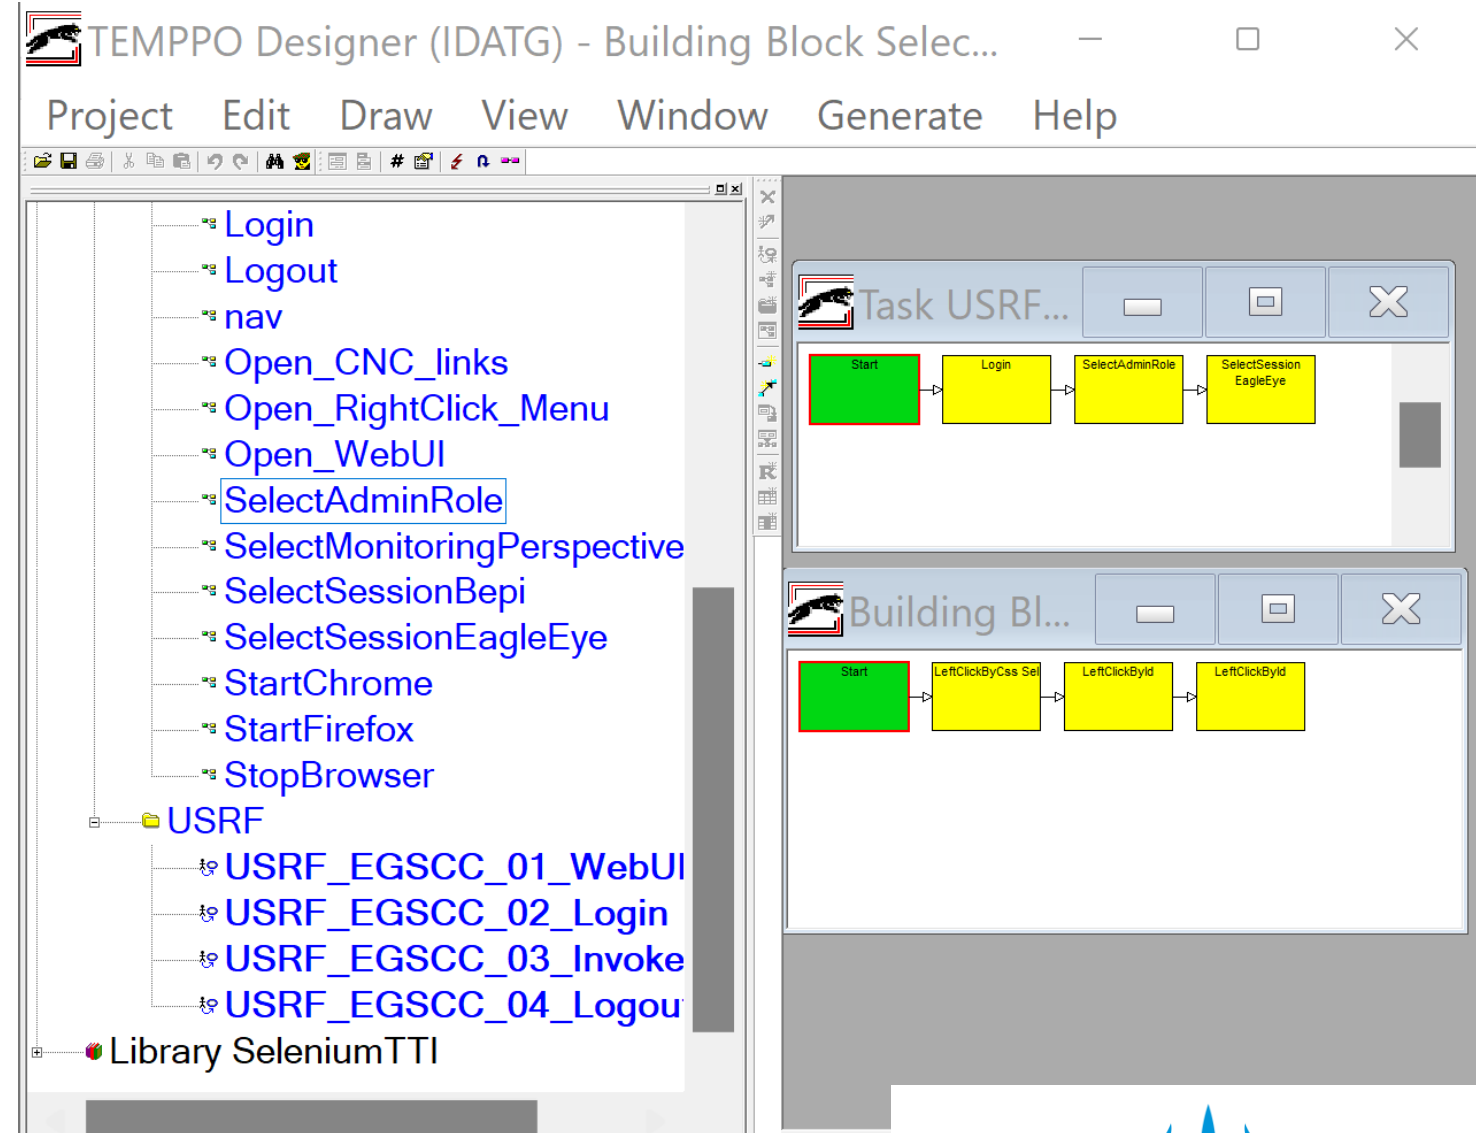 TEMPPO Designer (IDATG) - Building Block Selec...
Project Edit Draw View Window Generate Help
Login
Logout
nav
Open_CNC_links
Open_RightClick_Menu
Open_WebUI
SelectAdminRole
SelectMonitoringPerspective
SelectSessionBepi
SelectSessionEagleEye
StartChrome
StartFirefox
StopBrowser
USRF
USRF_EGSCC_01_WebUI
USRF_EGSCC_02_Login
USRF_EGSCC_03_Invoke
USRF_EGSCC_04_Logou
Library SeleniumTTI
Task USRF...
Start
Login
SelectAdminRole
SelectSession
EagleEye
Building Bl...
Start
LeftClickByCss Sel
LeftClickById
LeftClickById